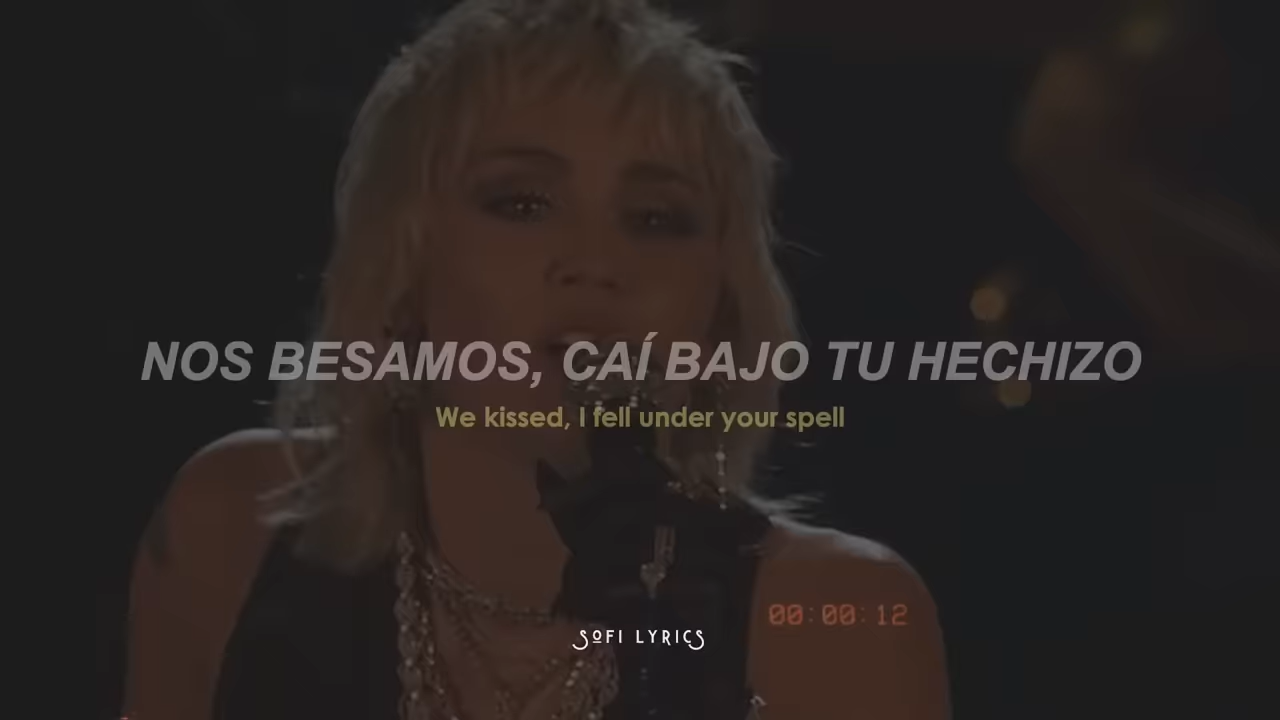 NOS BESAMOS, CAÍ BAJO TU HECHIZO
We kissed, I fell under your spell
00:00:12
SOFI LYRICS